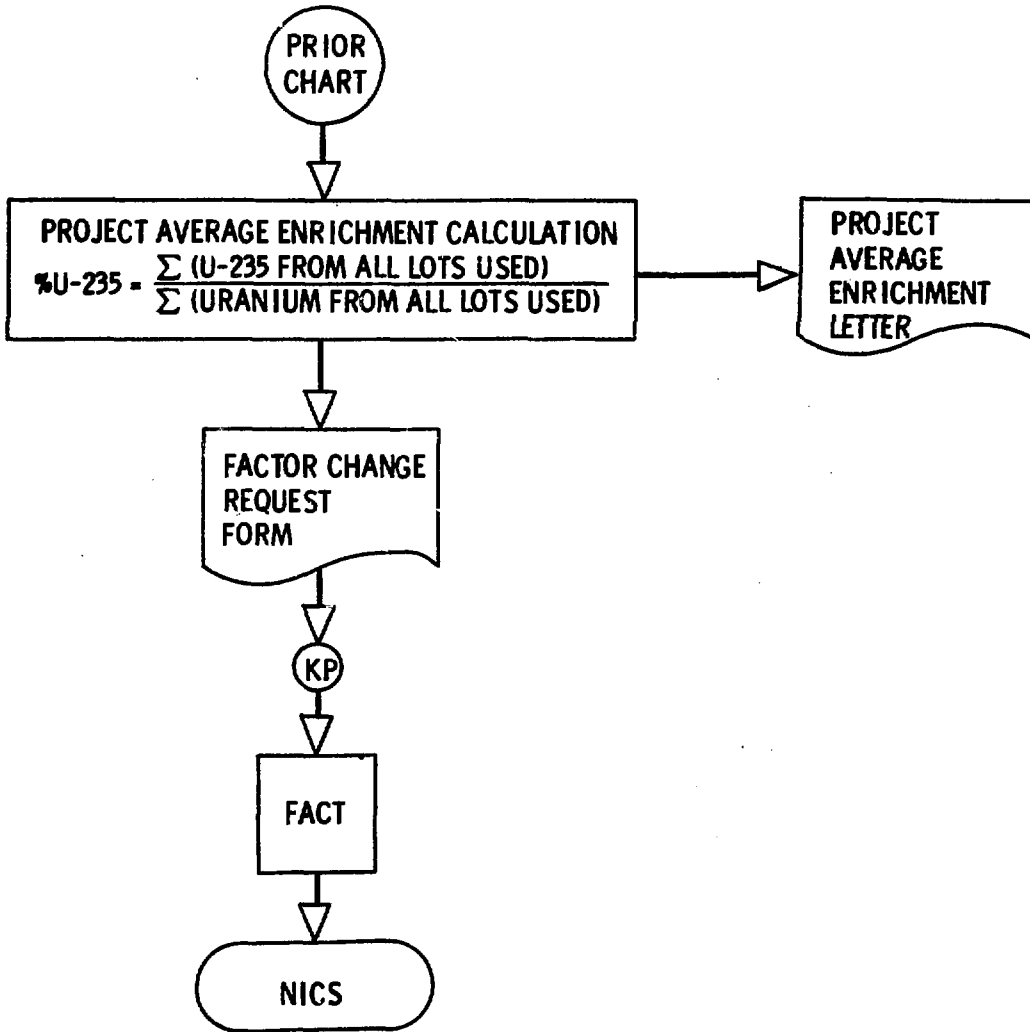 PRIOR
CHART
PROJECT AVERAGE ENRICHMENT CALCULATION
%U-235 = Σ (U-235 FROM ALL LOTS USED)
Σ (URANIUM FROM ALL LOTS USED)
PROJECT
AVERAGE
ENRICHMENT
LETTER
FACTOR CHANGE
REQUEST
FORM
KP
FACT
NICS